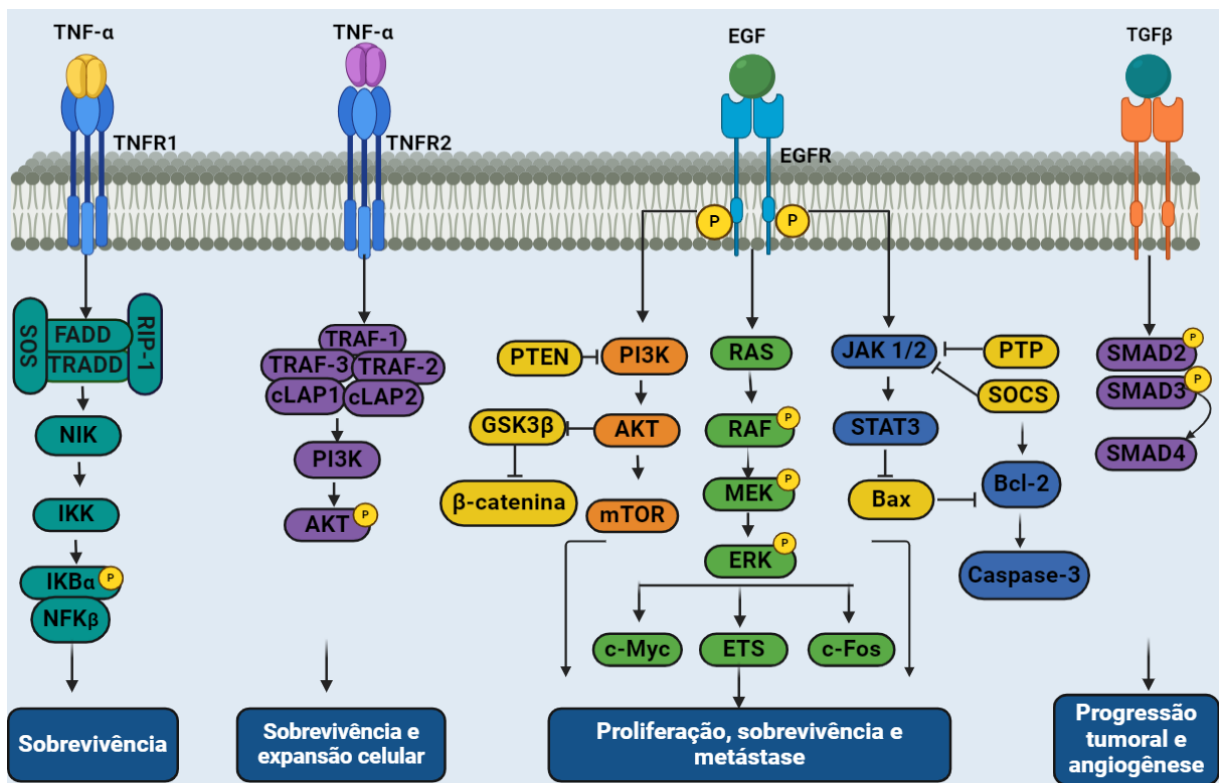 TNF-α
TNF-α
EGF
TGFβ
TNFR1
TNFR2
EGFR
P
P
SOS
FADD
TRADD
RIP-1
NIK
IKK
IKBα
P
NFKβ
Sobrevivência
TRAF-1
TRAF-3
TRAF-2
cLAP1
cLAP2
PI3K
AKT
P
Sobrevivência e
expansão celular
PTEN
PI3K
GSK3β
AKT
β-catenina
mTOR
RAS
RAF
P
MEK
P
ERK
P
c-Myc
ETS
c-Fos
JAK 1/2
PTP
SOCS
STAT3
Bax
Bcl-2
Caspase-3
Proliferação, sobrevivência e
metástase
SMAD2
P
SMAD3
P
SMAD4
Progressão
tumoral e
angiogênese